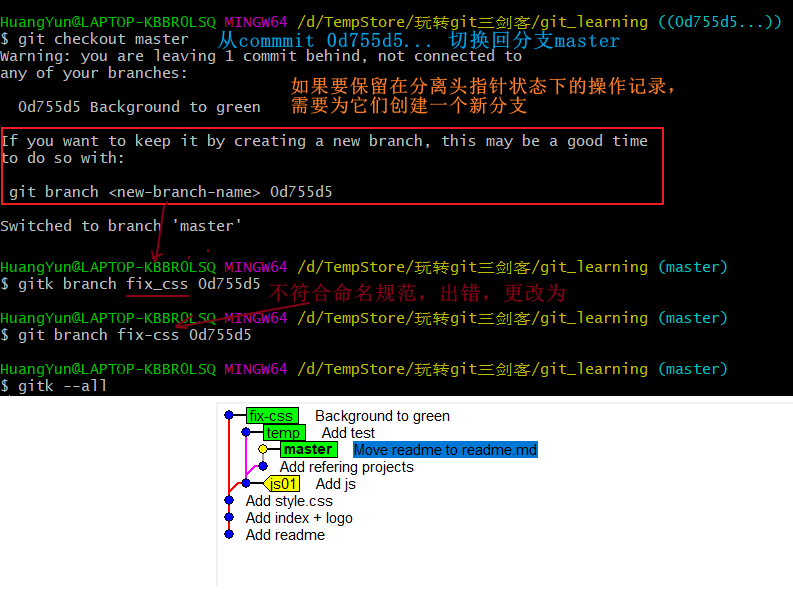 HuangYun@LAPTOP-KBBROLSQ MINGW64 /d/TempStore/玩转git三剑客/git_learning ((0d755d5...))
$ git checkout master
从commmit 0d755d5... 切换回分支master
Warning: you are leaving 1 commit behind, not connected to
any of your branches:
0d755d5 Background to green
如果要保留在分离头指针状态下的操作记录，
需要为它们创建一个新分支
If you want to keep it by creating a new branch, this may be a good time
to do so with:
git branch <new-branch-name> 0d755d5
Switched to branch 'master'
HuangYun@LAPTOP-KBBROLSQ MINGW64 /d/TempStore/玩转git三剑客/git_learning (master)
$ gitk branch fix_css 0d755d5
不符合命名规范，出错，更改为
HuangYun@LAPTOP-KBBROLSQ MINGW64 /d/TempStore/玩转git三剑客/git_learning (master)
$ git branch fix-css 0d755d5
HuangYun@LAPTOP-KBBROLSQ MINGW64 /d/TempStore/玩转git三剑客/git_learning (master)
$ gitk --all
fix-css Background to green
temp Add test
master Move readme to readme.md
Add refering projects
js01 Add js
Add style.css
Add index + logo
Add readme